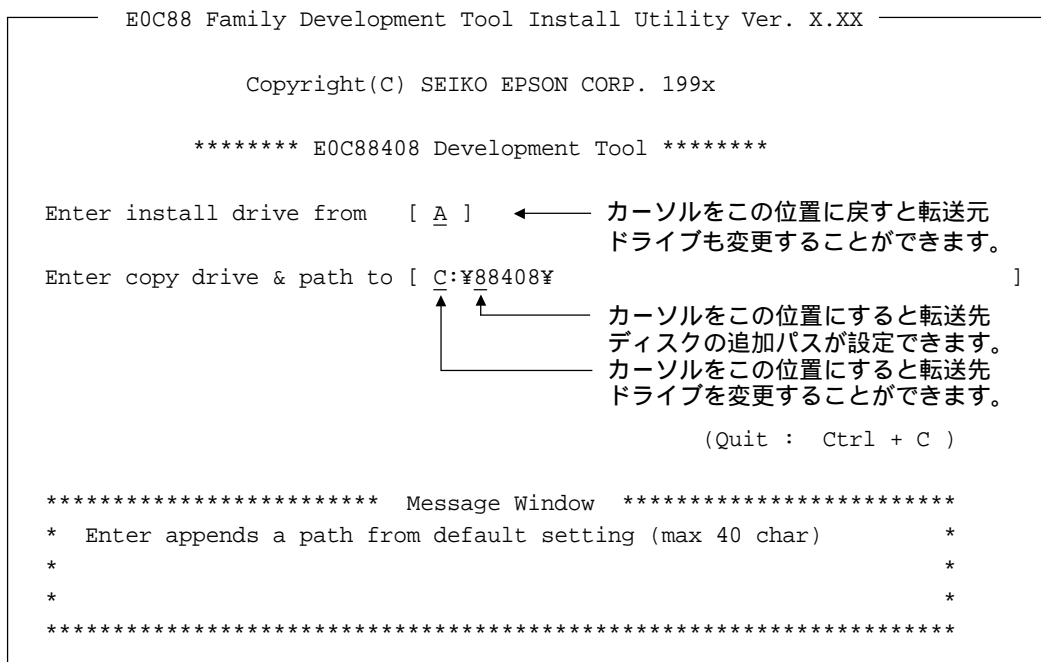 E0C88 Family Development Tool Install Utility Ver. X.XX
Copyright(C) SEIKO EPSON CORP. 199x
******** E0C88408 Development Tool ********
Enter install drive from [ A ]
カーソルをこの位置に戻すと転送元
ドライブも変更することができます。
Enter copy drive & path to [ C:¥88408¥ ]
カーソルをこの位置にすると転送先
ディスクの追加パスが設定できます。
カーソルをこの位置にすると転送先
ドライブを変更することができます。
(Quit : Ctrl + C )
************************* Message Window *************************
* Enter appends a path from default setting (max 40 char) *
* *
* *
********************************************************************